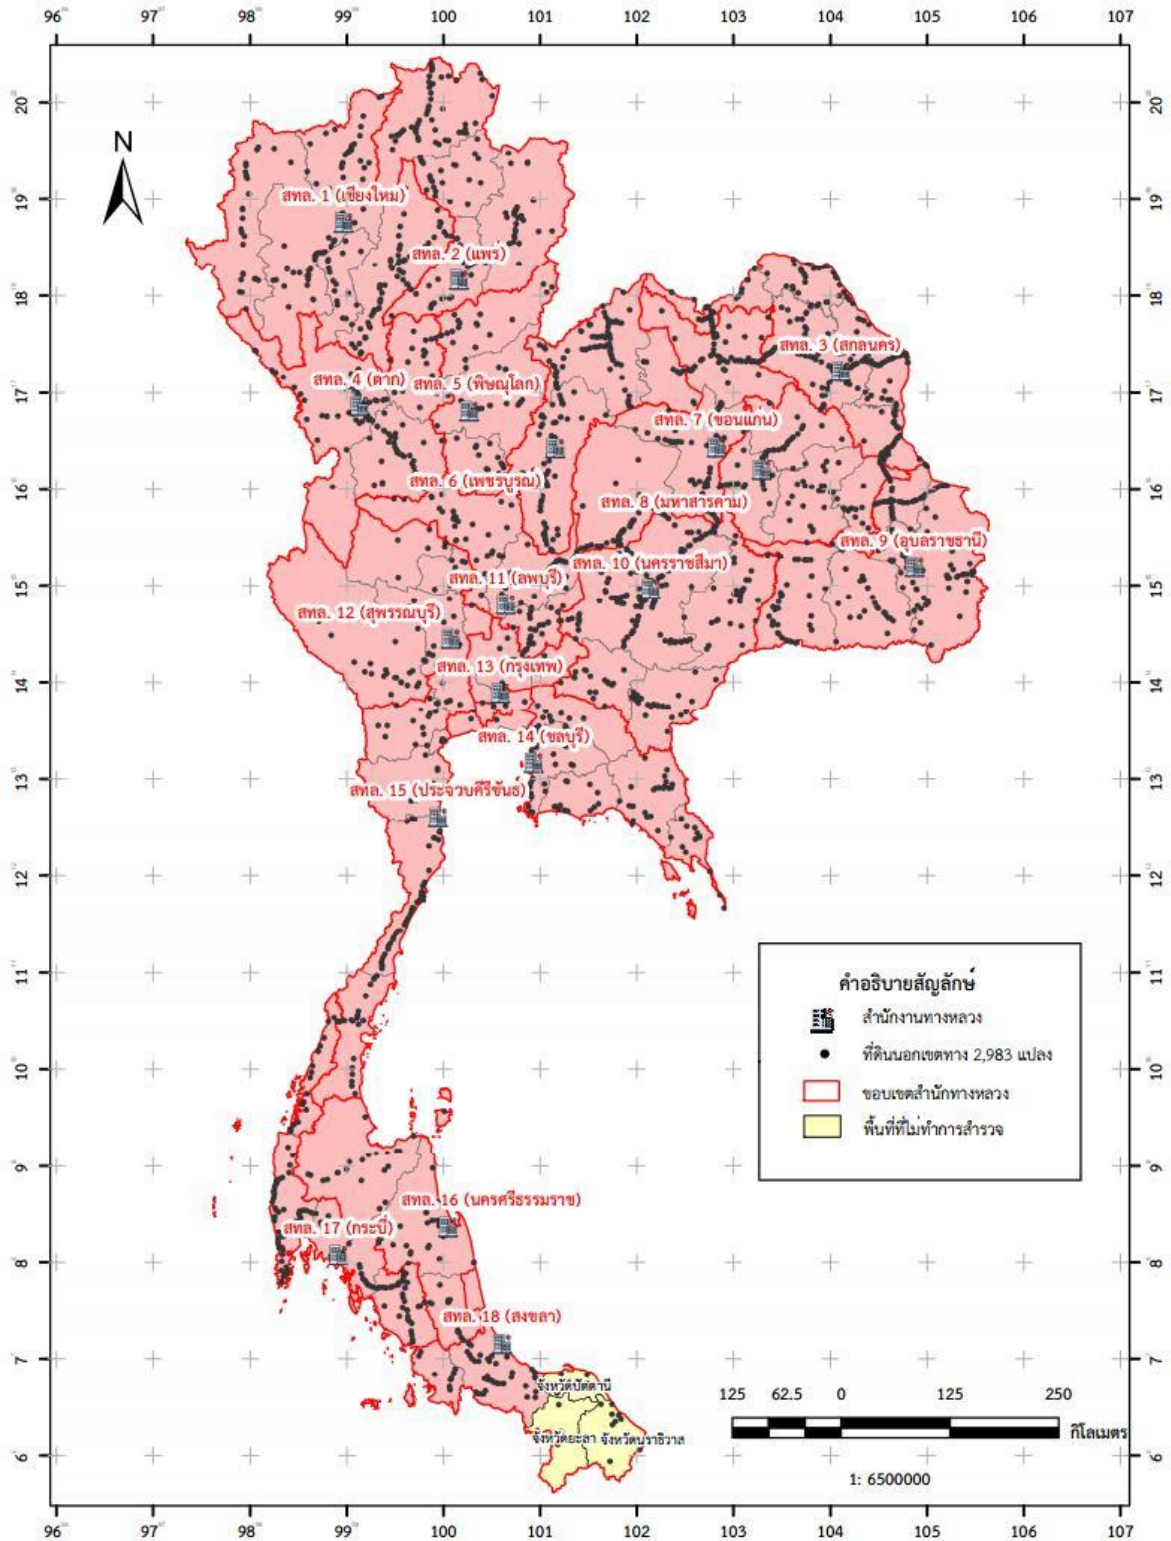 96 97 98 99 100 101 102 103 104 105 106 107
20 20
N
19 19
สทล. 1 (เชียงใหม่)
สทล. 2 (แพร่)
18 18
สทล. 3 (สกลนคร)
สทล. 4 (ตาก) สทล. 5 (พิษณุโลก)
17 17
สทล. 7 (ขอนแก่น)
สทล. 6 (เพชรบูรณ์)
16 16
สทล. 8 (มหาสารคาม)
สทล. 9 (อุบลราชธานี)
สทล. 10 (นครราชสีมา)
สทล. 11 (ลพบุรี)
15 15
สทล. 12 (สุพรรณบุรี)
สทล. 13 (กรุงเทพ)
14 14
สทล. 14 (ชลบุรี)
13 13
สทล. 15 (ประจวบคีรีขันธ์)
12 12
11 11
คำอธิบายสัญลักษ์
สำนักงานทางหลวง
ที่ดินนอกเขตทาง 2,983 แปลง
10 10
ขอบเขตสำนักทางหลวง
พื้นที่ที่ไม่ทำการสำรวจ
9 9
สทล. 16 (นครศรีธรรมราช)
สทล. 17 (กระบี่)
8 8
สทล. 18 (สงขลา)
7 7
จังหวัดปัตตานี
125 62.5 0 125 250
กิโลเมตร
จังหวัดยะลา จังหวัดนราธิวาส
6 6
1: 6500000
96 97 98 99 100 101 102 103 104 105 106 107